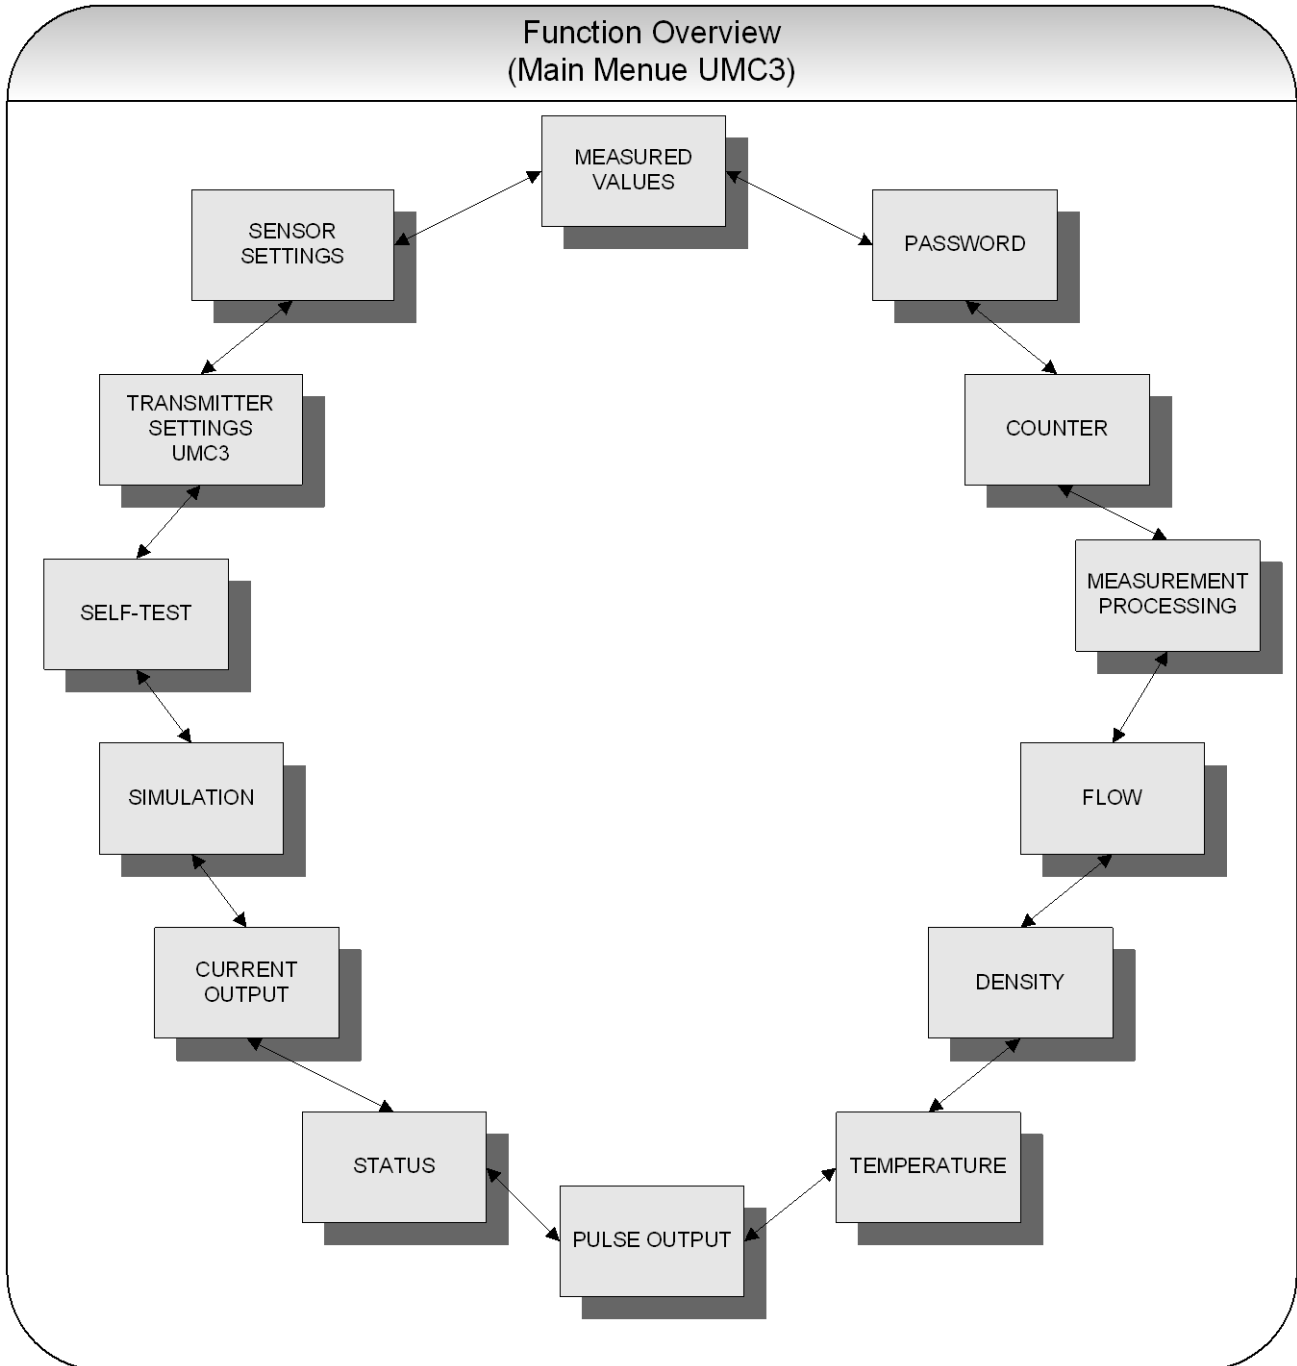 Function Overview
(Main Menue UMC3)
MEASURED
VALUES
SENSOR
SETTINGS
PASSWORD
TRANSMITTER
SETTINGS
UMC3
COUNTER
MEASUREMENT
PROCESSING
SELF-TEST
SIMULATION
FLOW
CURRENT
OUTPUT
DENSITY
STATUS
TEMPERATURE
PULSE OUTPUT